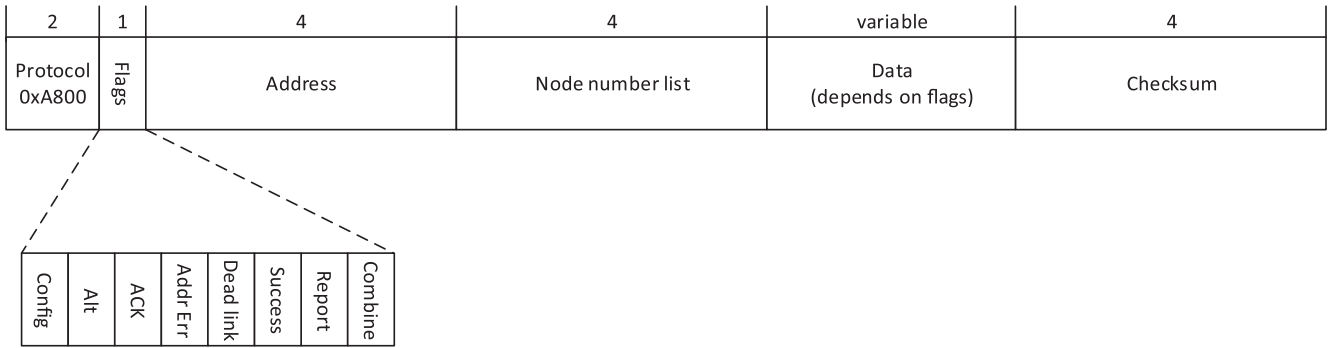 2 1 4 4 variable 4
Protocol
0xA800
Flags
Address
Node number list
Data
(depends on flags)
Checksum
Config
Alt
ACK
Addr Err
Dead link
Success
Report
Combine